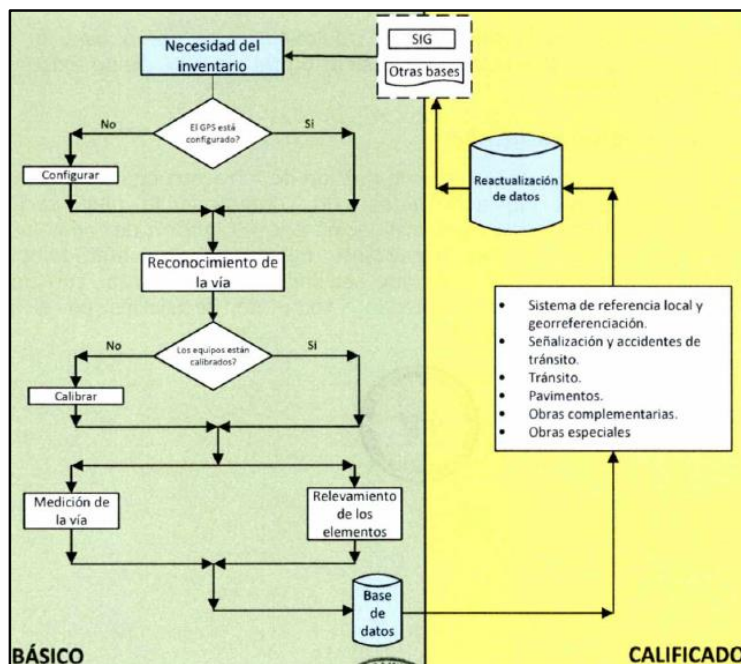 Necesidad del
inventario
SIG
Otras bases
El GPS está
configurado?
No
Si
Configurar
Reactualización
de datos
Reconocimiento de
la vía
Los equipos están
calibrados?
No
Si
Calibrar
• Sistema de referencia local y
georreferenciación.
• Señalización y accidentes de
tránsito.
• Tránsito.
• Pavimentos.
• Obras complementarias.
• Obras especiales
Medición de
la vía
Relevamiento
de los
elementos
Base
de
datos
BÁSICO
CALIFICADO